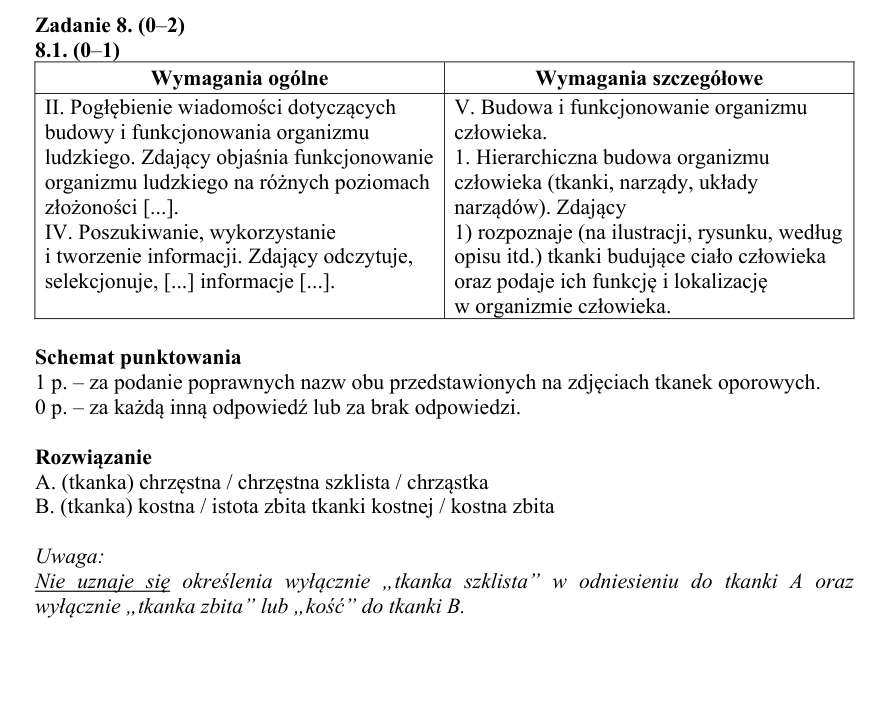 Zadanie 8. (0–2)
8.1. (0–1)
Wymagania ogólne
Wymagania szczegółowe
II. Pogłębienie wiadomości dotyczących
budowy i funkcjonowania organizmu
ludzkiego. Zdający objaśnia funkcjonowanie
organizmu ludzkiego na różnych poziomach
złożoności [...].
IV. Poszukiwanie, wykorzystanie
i tworzenie informacji. Zdający odczytuje,
selekcjonuje, [...] informacje [...].
V. Budowa i funkcjonowanie organizmu
człowieka.
1. Hierarchiczna budowa organizmu
człowieka (tkanki, narządy, układy
narządów). Zdający
1) rozpoznaje (na ilustracji, rysunku, według
opisu itd.) tkanki budujące ciało człowieka
oraz podaje ich funkcję i lokalizację
w organizmie człowieka.
Schemat punktowania
1 p. – za podanie poprawnych nazw obu przedstawionych na zdjęciach tkanek oporowych.
0 p. – za każdą inną odpowiedź lub za brak odpowiedzi.
Rozwiązanie
A. (tkanka) chrzęstna / chrzęstna szklista / chrząstka
B. (tkanka) kostna / istota zbita tkanki kostnej / kostna zbita
Uwaga:
Nie uznaje się określenia wyłącznie „tkanka szklista” w odniesieniu do tkanki A oraz
wyłącznie „tkanka zbita” lub „kość” do tkanki B.